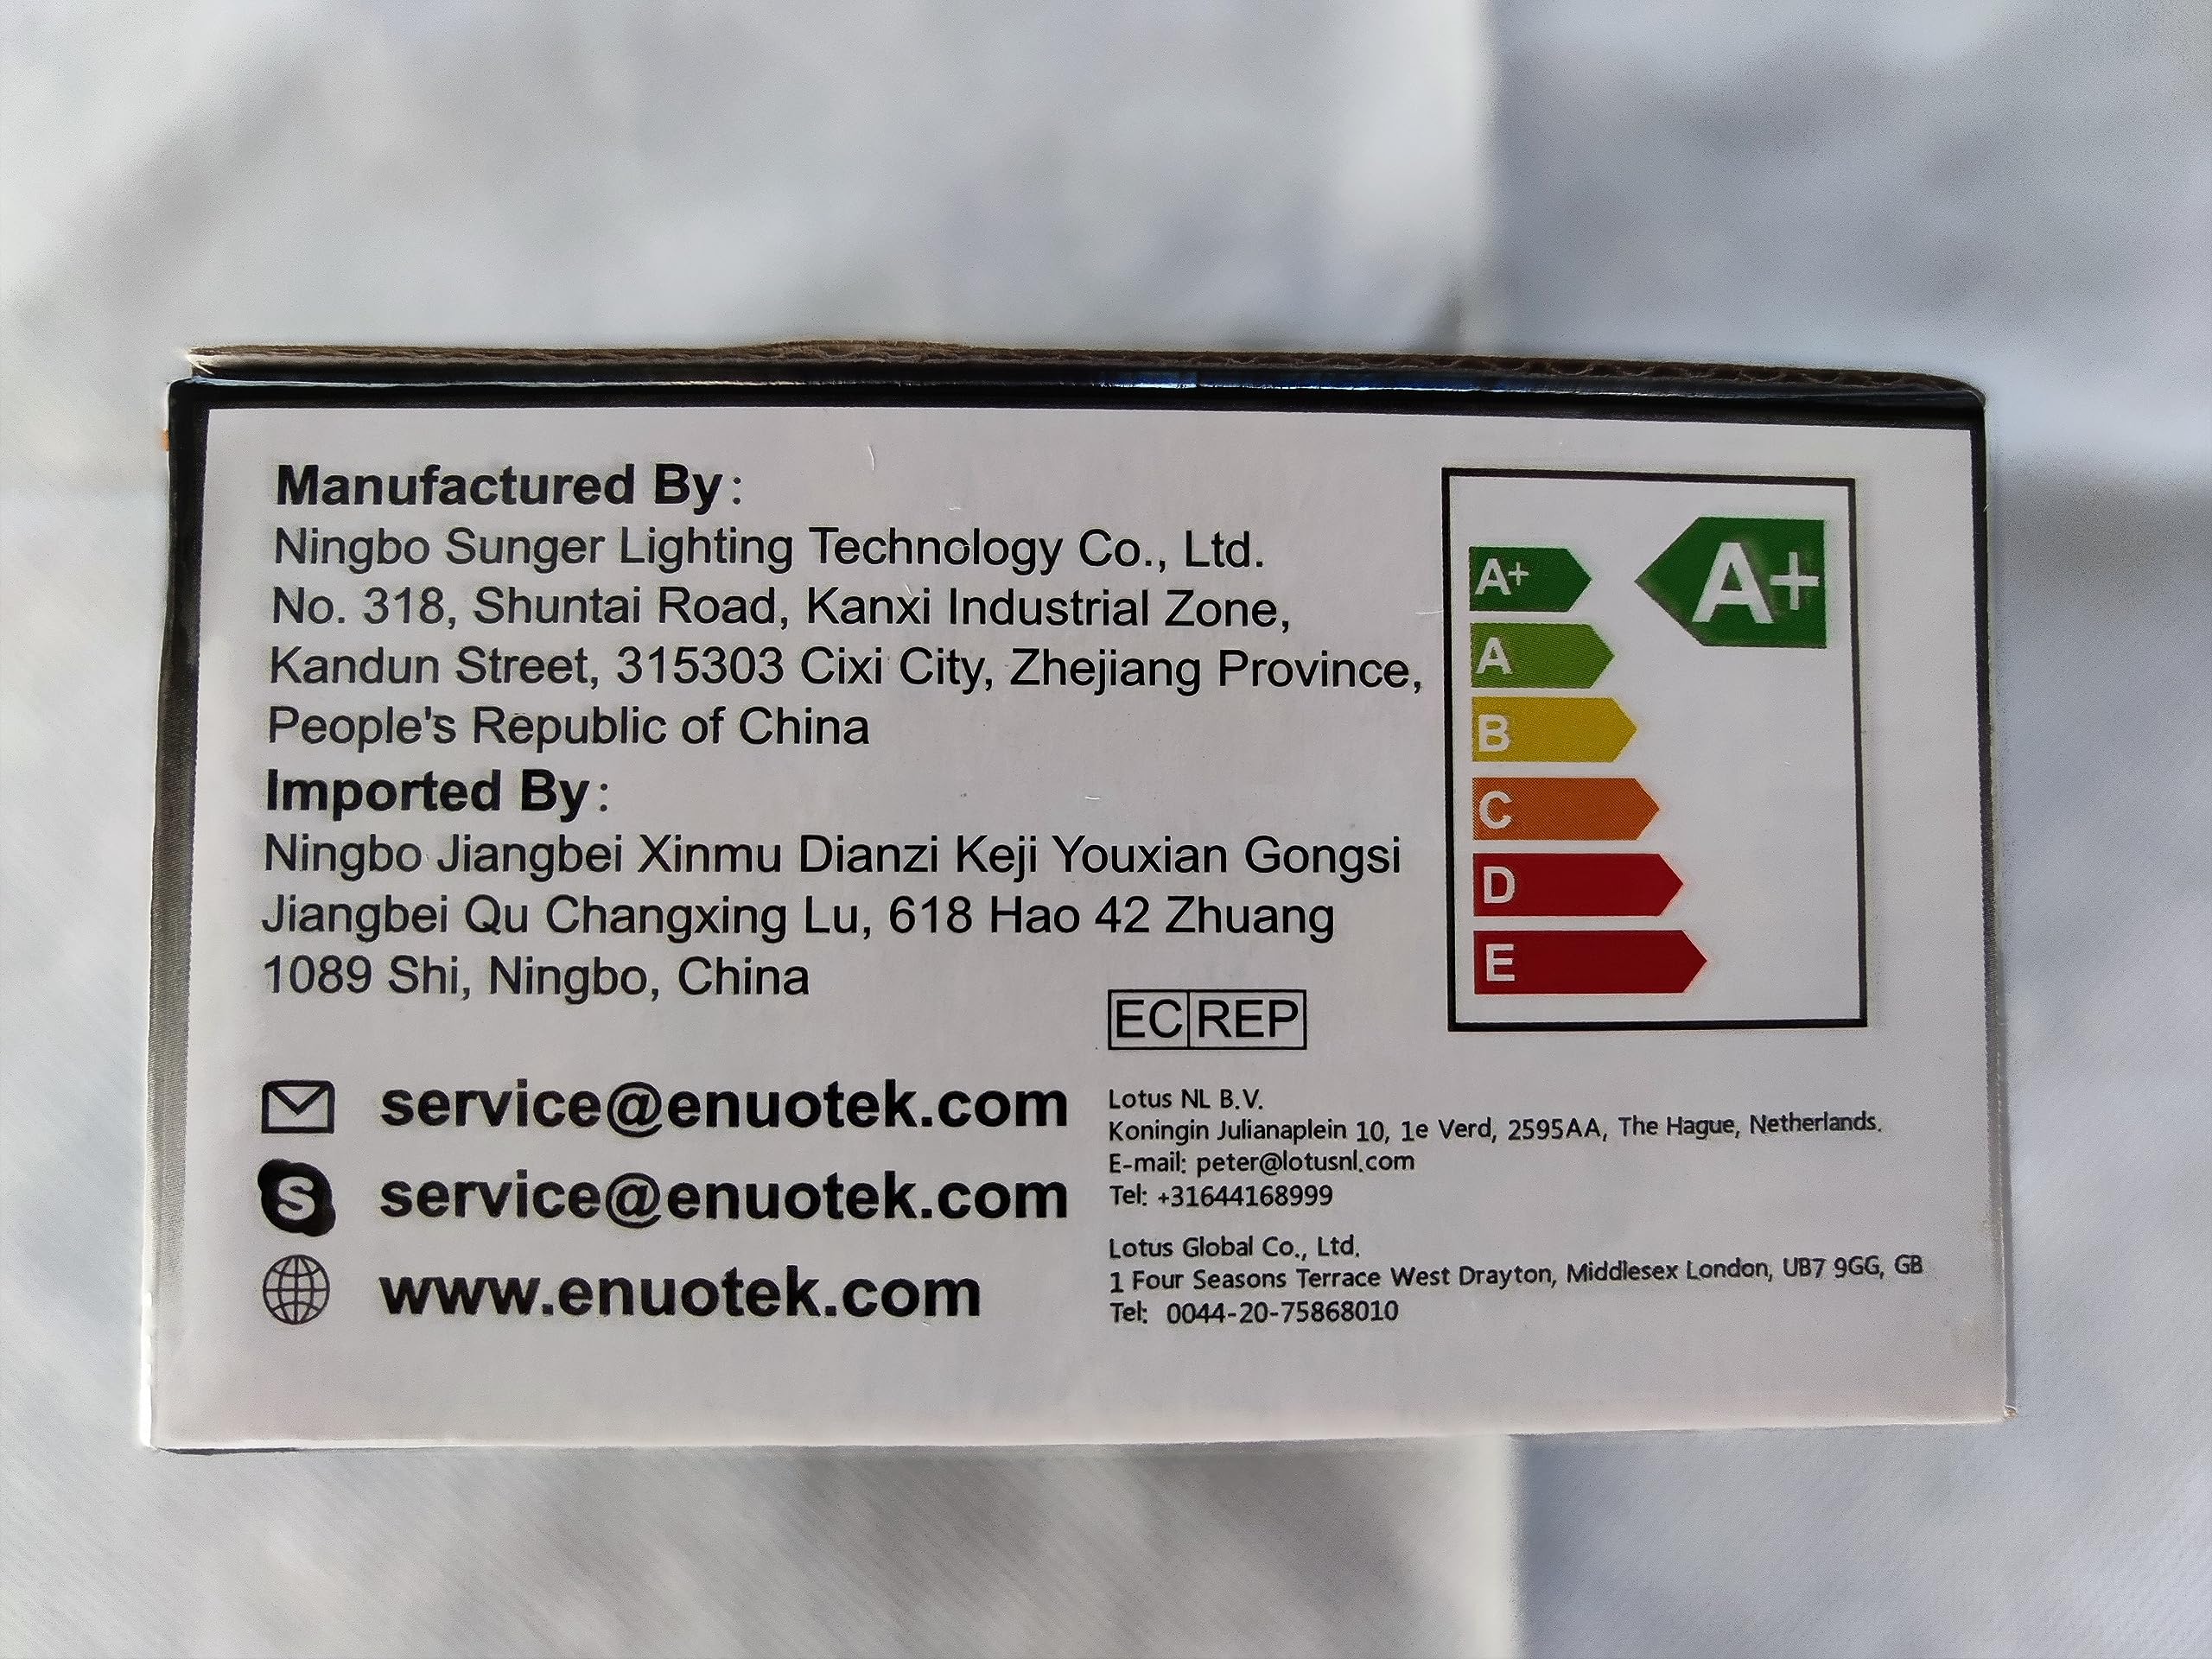 Manufactured By:
Ningbo Sunger Lighting Technology Co., Ltd.
No. 318, Shuntai Road, Kanxi Industrial Zone,
Kandun Street, 315303 Cixi City, Zhejiang Province,
People's Republic of China
Imported By:
Ningbo Jiangbei Xinmu Dianzi Keji Youxian Gongsi
Jiangbei Qu Changxing Lu, 618 Hao 42 Zhuang
1089 Shi, Ningbo, China
service@enuotek.com
S service@enuotek.com
www.enuotek.com
A+
A+
A
B
C
D
E
EC REP
Lotus NL B.V.
Koningin Julianaplein 10, 1e Verd, 2595AA, The Hague, Netherlands.
E-mail: peter@lotusnl.com
Tel: +31644168999
Lotus Global Co., Ltd.
1 Four Seasons Terrace West Drayton, Middlesex London, UB7 9GG, GB
Tel: 0044-20-75868010